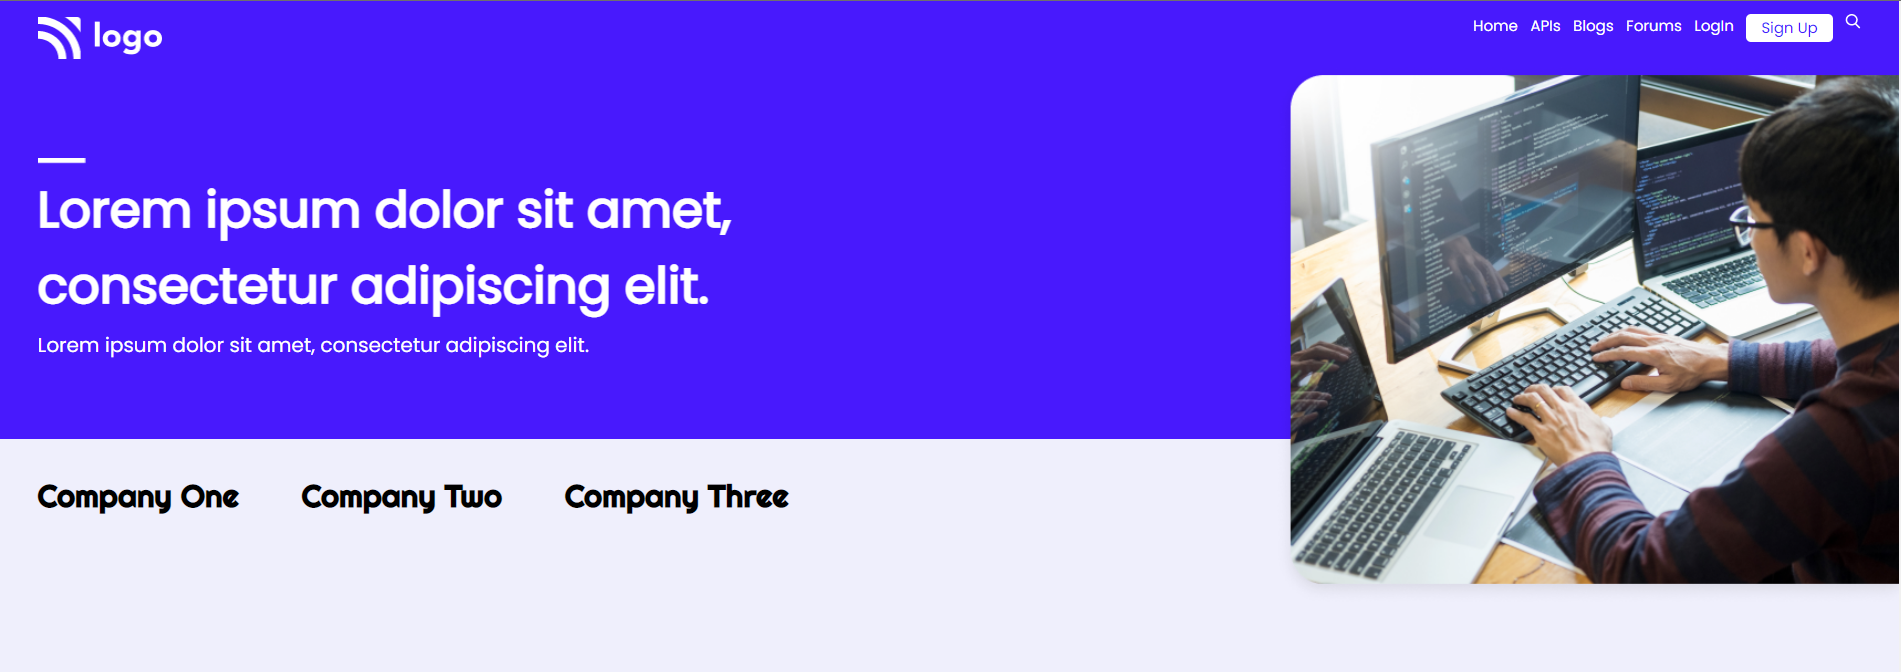 logo
Home APIs Blogs Forums LogIn Sign Up
Lorem ipsum dolor sit amet,
consectetur adipiscing elit.
Lorem ipsum dolor sit amet, consectetur adipiscing elit.
Company One Company Two Company Three